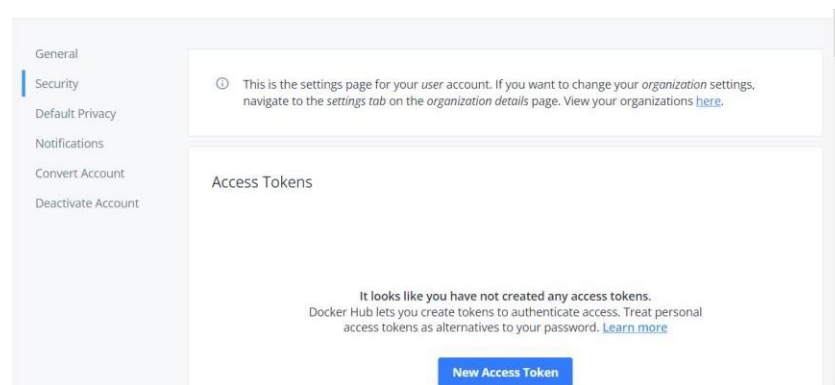 General
Security
Default Privacy
Notifications
Convert Account
Deactivate Account
This is the settings page for your user account. If you want to change your organization settings,
navigate to the settings tab on the organization details page. View your organizations here.
Access Tokens
It looks like you have not created any access tokens.
Docker Hub lets you create tokens to authenticate access. Treat personal
access tokens as alternatives to your password. Learn more
New Access Token